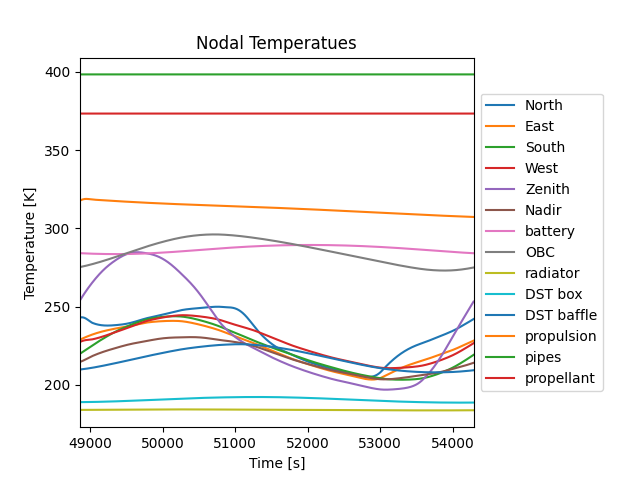 Nodal Temperatues
400
350
300
250
200
Temperature [K]
49000 50000 51000 52000 53000 54000
Time [s]
North
East
South
West
Zenith
Nadir
battery
OBC
radiator
DST box
DST baffle
propulsion
pipes
propellant